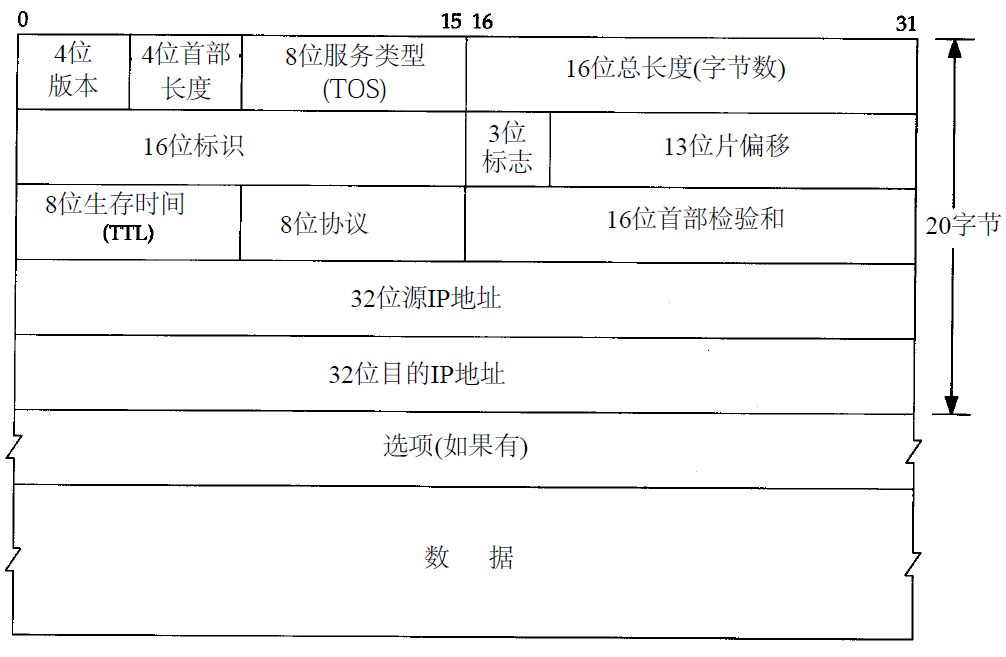 0 15 16 31
4位
版本
4位首部
长度
8位服务类型
(TOS)
16位总长度(字节数)
16位标识
3位
标志
13位片偏移
8位生存时间
(TTL)
8位协议
16位首部检验和
20字节
32位源IP地址
32位目的IP地址
选项(如果有)
数 据